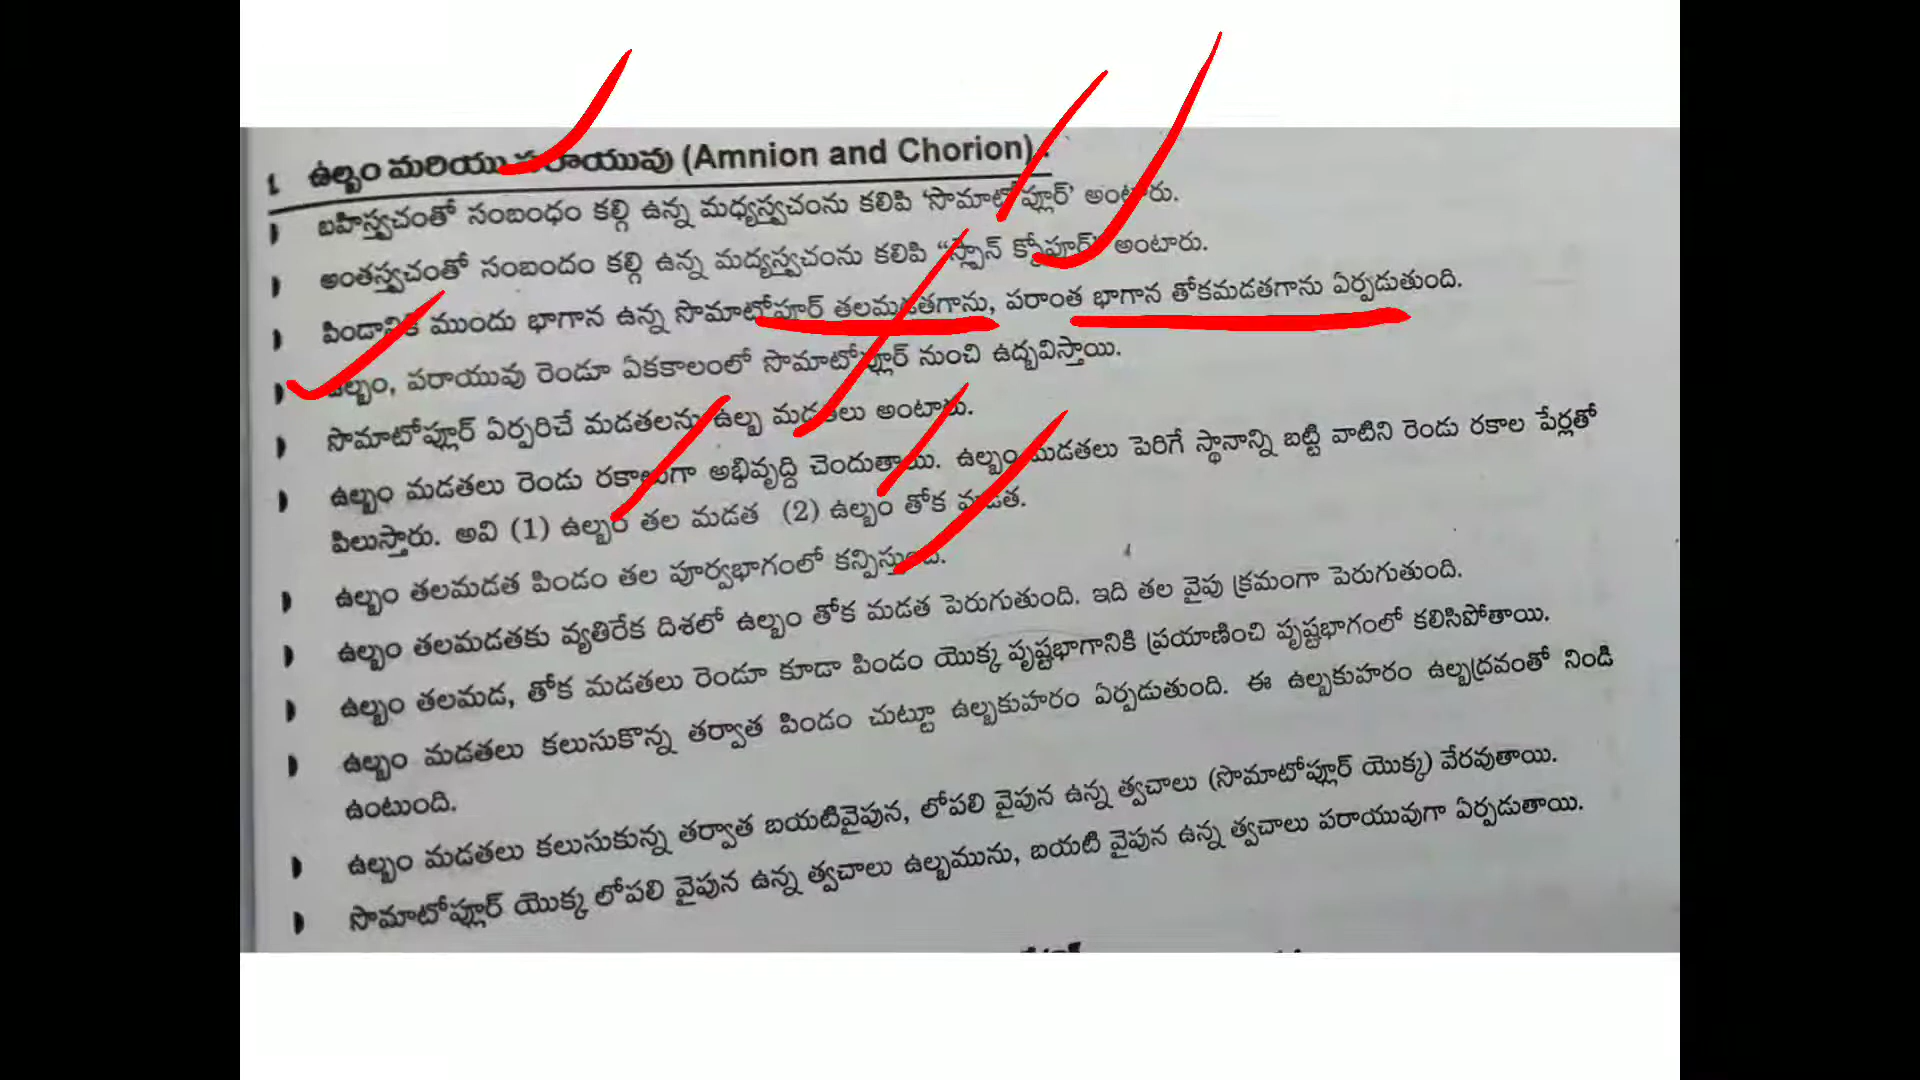 1. ఉల్బం మరియు పరాయువు (Amnion and Chorion) :
బహిస్త్వచంతో సంబంధం కల్గి ఉన్న మధ్యస్త్వచంను కలిపి ‘సొమాటోప్లూర్’ అంటారు.
అంతస్త్వచంతో సంబందం కల్గి ఉన్న మద్యస్త్వచంను కలిపి “స్ప్లాన్ క్నోప్లూర్” అంటారు.
పిండానికి ముందు భాగాన ఉన్న సొమాటోపూర్ తలమడతగాను, పరాంత భాగాన తోకమడతగాను ఏర్పడుతుంది.
ఉల్బం, పరాయువు రెండూ ఏకకాలంలో సొమాటోప్లూర్ నుంచి ఉద్భవిస్తాయి.
సొమాటోప్లూర్ ఏర్పరిచే మడతలను ఉల్బ మడతలు అంటారు.
ఉల్బం మడతలు రెండు రకాలుగా అభివృద్ది చెందుతాయి. ఉల్బం మడతలు పెరిగే స్థానాన్ని బట్టి వాటిని రెండు రకాల పేర్లతో
పిలుస్తారు. అవి (1) ఉల్బం తల మడత (2) ఉల్బం తోక మడత.
ఉల్బం తలమడత పిండం తల పూర్వభాగంలో కన్పిస్తుంది.
ఉల్బం తలమడతకు వ్యతిరేక దిశలో ఉల్బం తోక మడత పెరుగుతుంది. ఇది తల వైపు క్రమంగా పెరుగుతుంది.
ఉల్బం తలమడ, తోక మడతలు రెండూ కూడా పిండం యొక్క పృష్టభాగానికి ప్రయాణించి పృష్టభాగంలో కలిసిపోతాయి.
ఉల్బం మడతలు కలుసుకొన్న తర్వాత పిండం చుట్టూ ఉల్బకుహరం ఏర్పడుతుంది. ఈ ఉల్బకుహరం ఉల్బద్రవంతో నిండి
ఉంటుంది.
ఉల్బం మడతలు కలుసుకున్న తర్వాత బయటివైపున, లోపలి వైపున ఉన్న త్వచాలు (సొమాటోప్లూర్ యొక్క) వేరవుతాయి.
సొమాటోప్లూర్ యొక్క లోపలి వైపున ఉన్న త్వచాలు ఉల్బమును, బయటి వైపున ఉన్న త్వచాలు పరాయువుగా ఏర్పడుతాయి.